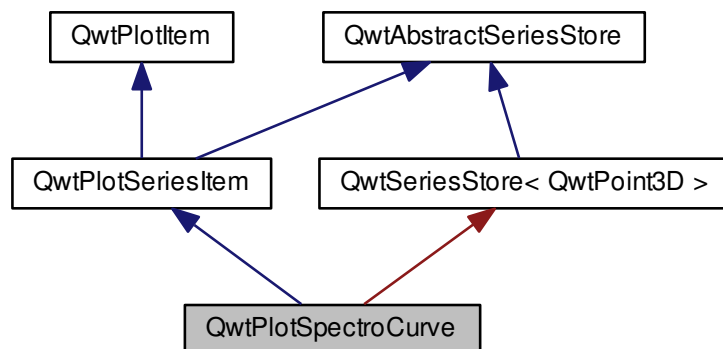 QwtPlotItem
QwtAbstractSeriesStore
QwtPlotSeriesItem
QwtSeriesStore< QwtPoint3D >
QwtPlotSpectroCurve